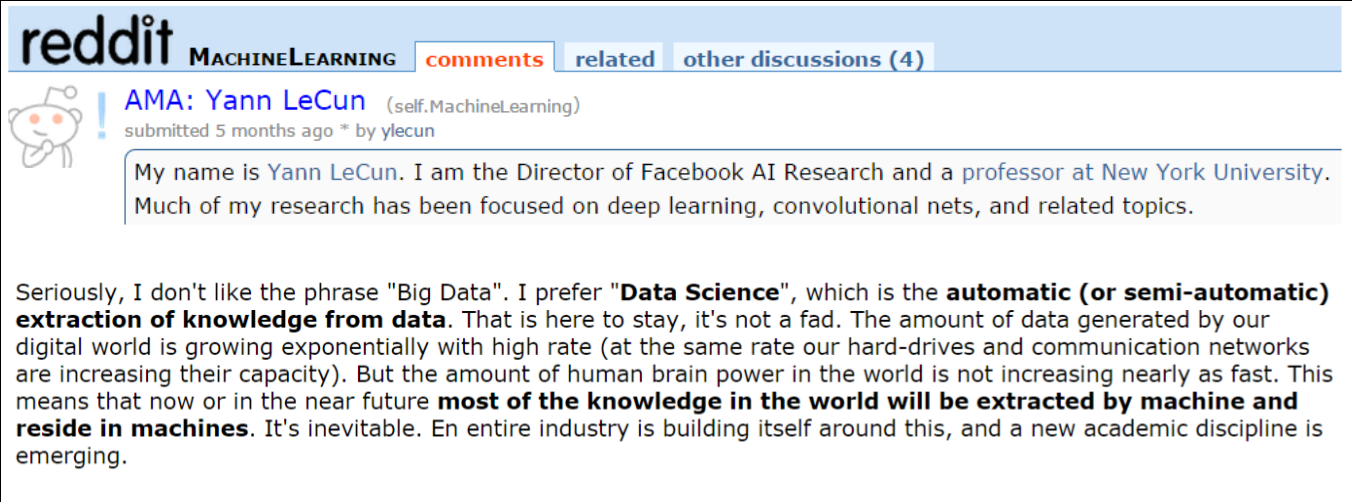 reddit MACHINELEARNING comments related other discussions (4)
AMA: Yann LeCun (self.MachineLearning)
submitted 5 months ago * by ylecun
My name is Yann LeCun. I am the Director of Facebook AI Research and a professor at New York University.
Much of my research has been focused on deep learning, convolutional nets, and related topics.
Seriously, I don't like the phrase "Big Data". I prefer "Data Science", which is the automatic (or semi-automatic)
extraction of knowledge from data. That is here to stay, it's not a fad. The amount of data generated by our
digital world is growing exponentially with high rate (at the same rate our hard-drives and communication networks
are increasing their capacity). But the amount of human brain power in the world is not increasing nearly as fast. This
means that now or in the near future most of the knowledge in the world will be extracted by machine and
reside in machines. It's inevitable. En entire industry is building itself around this, and a new academic discipline is
emerging.